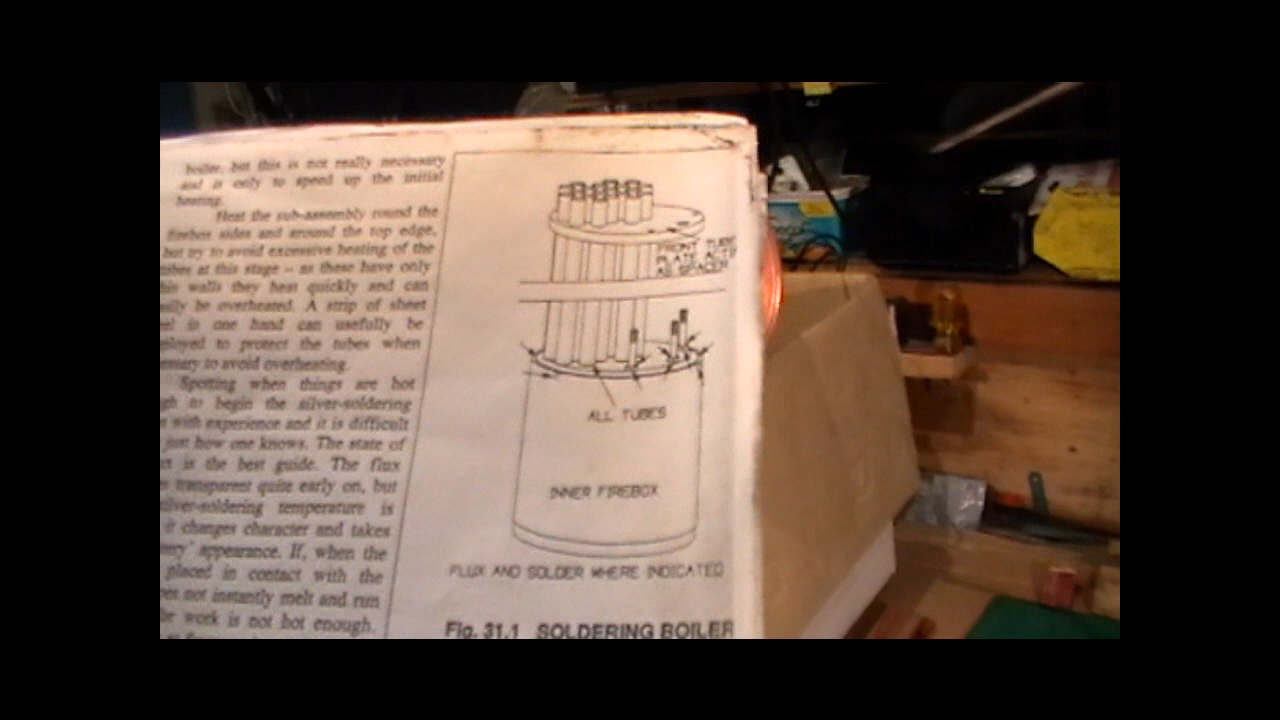 boiler, but this is not really necessary
and is only to speed up the initial
heating.
Heat the sub-assembly round the
firebox sides and around the top edge,
but try to avoid excessive heating of the
tubes at this stage – as these have only
thin walls they heat quickly and can
be overheated. A strip of sheet
in one hand can usefully be
to protect the tubes when
to avoid overheating.
Spotting when things are hot
to begin the silver-soldering
with experience and it is difficult
just how one knows. The state of
is the best guide. The flux
transparent quite early on, but
silver-soldering temperature is
it changes character and takes
appearance. If, when the
placed in contact with the
not instantly melt and run
work is not hot enough.
FRONT TUBE
PLATE ACTS
AS SPACER
ALL TUBES
INNER FIREBOX
FLUX AND SOLDER WHERE INDICATED
Fig. 31.1 SOLDERING BOILER